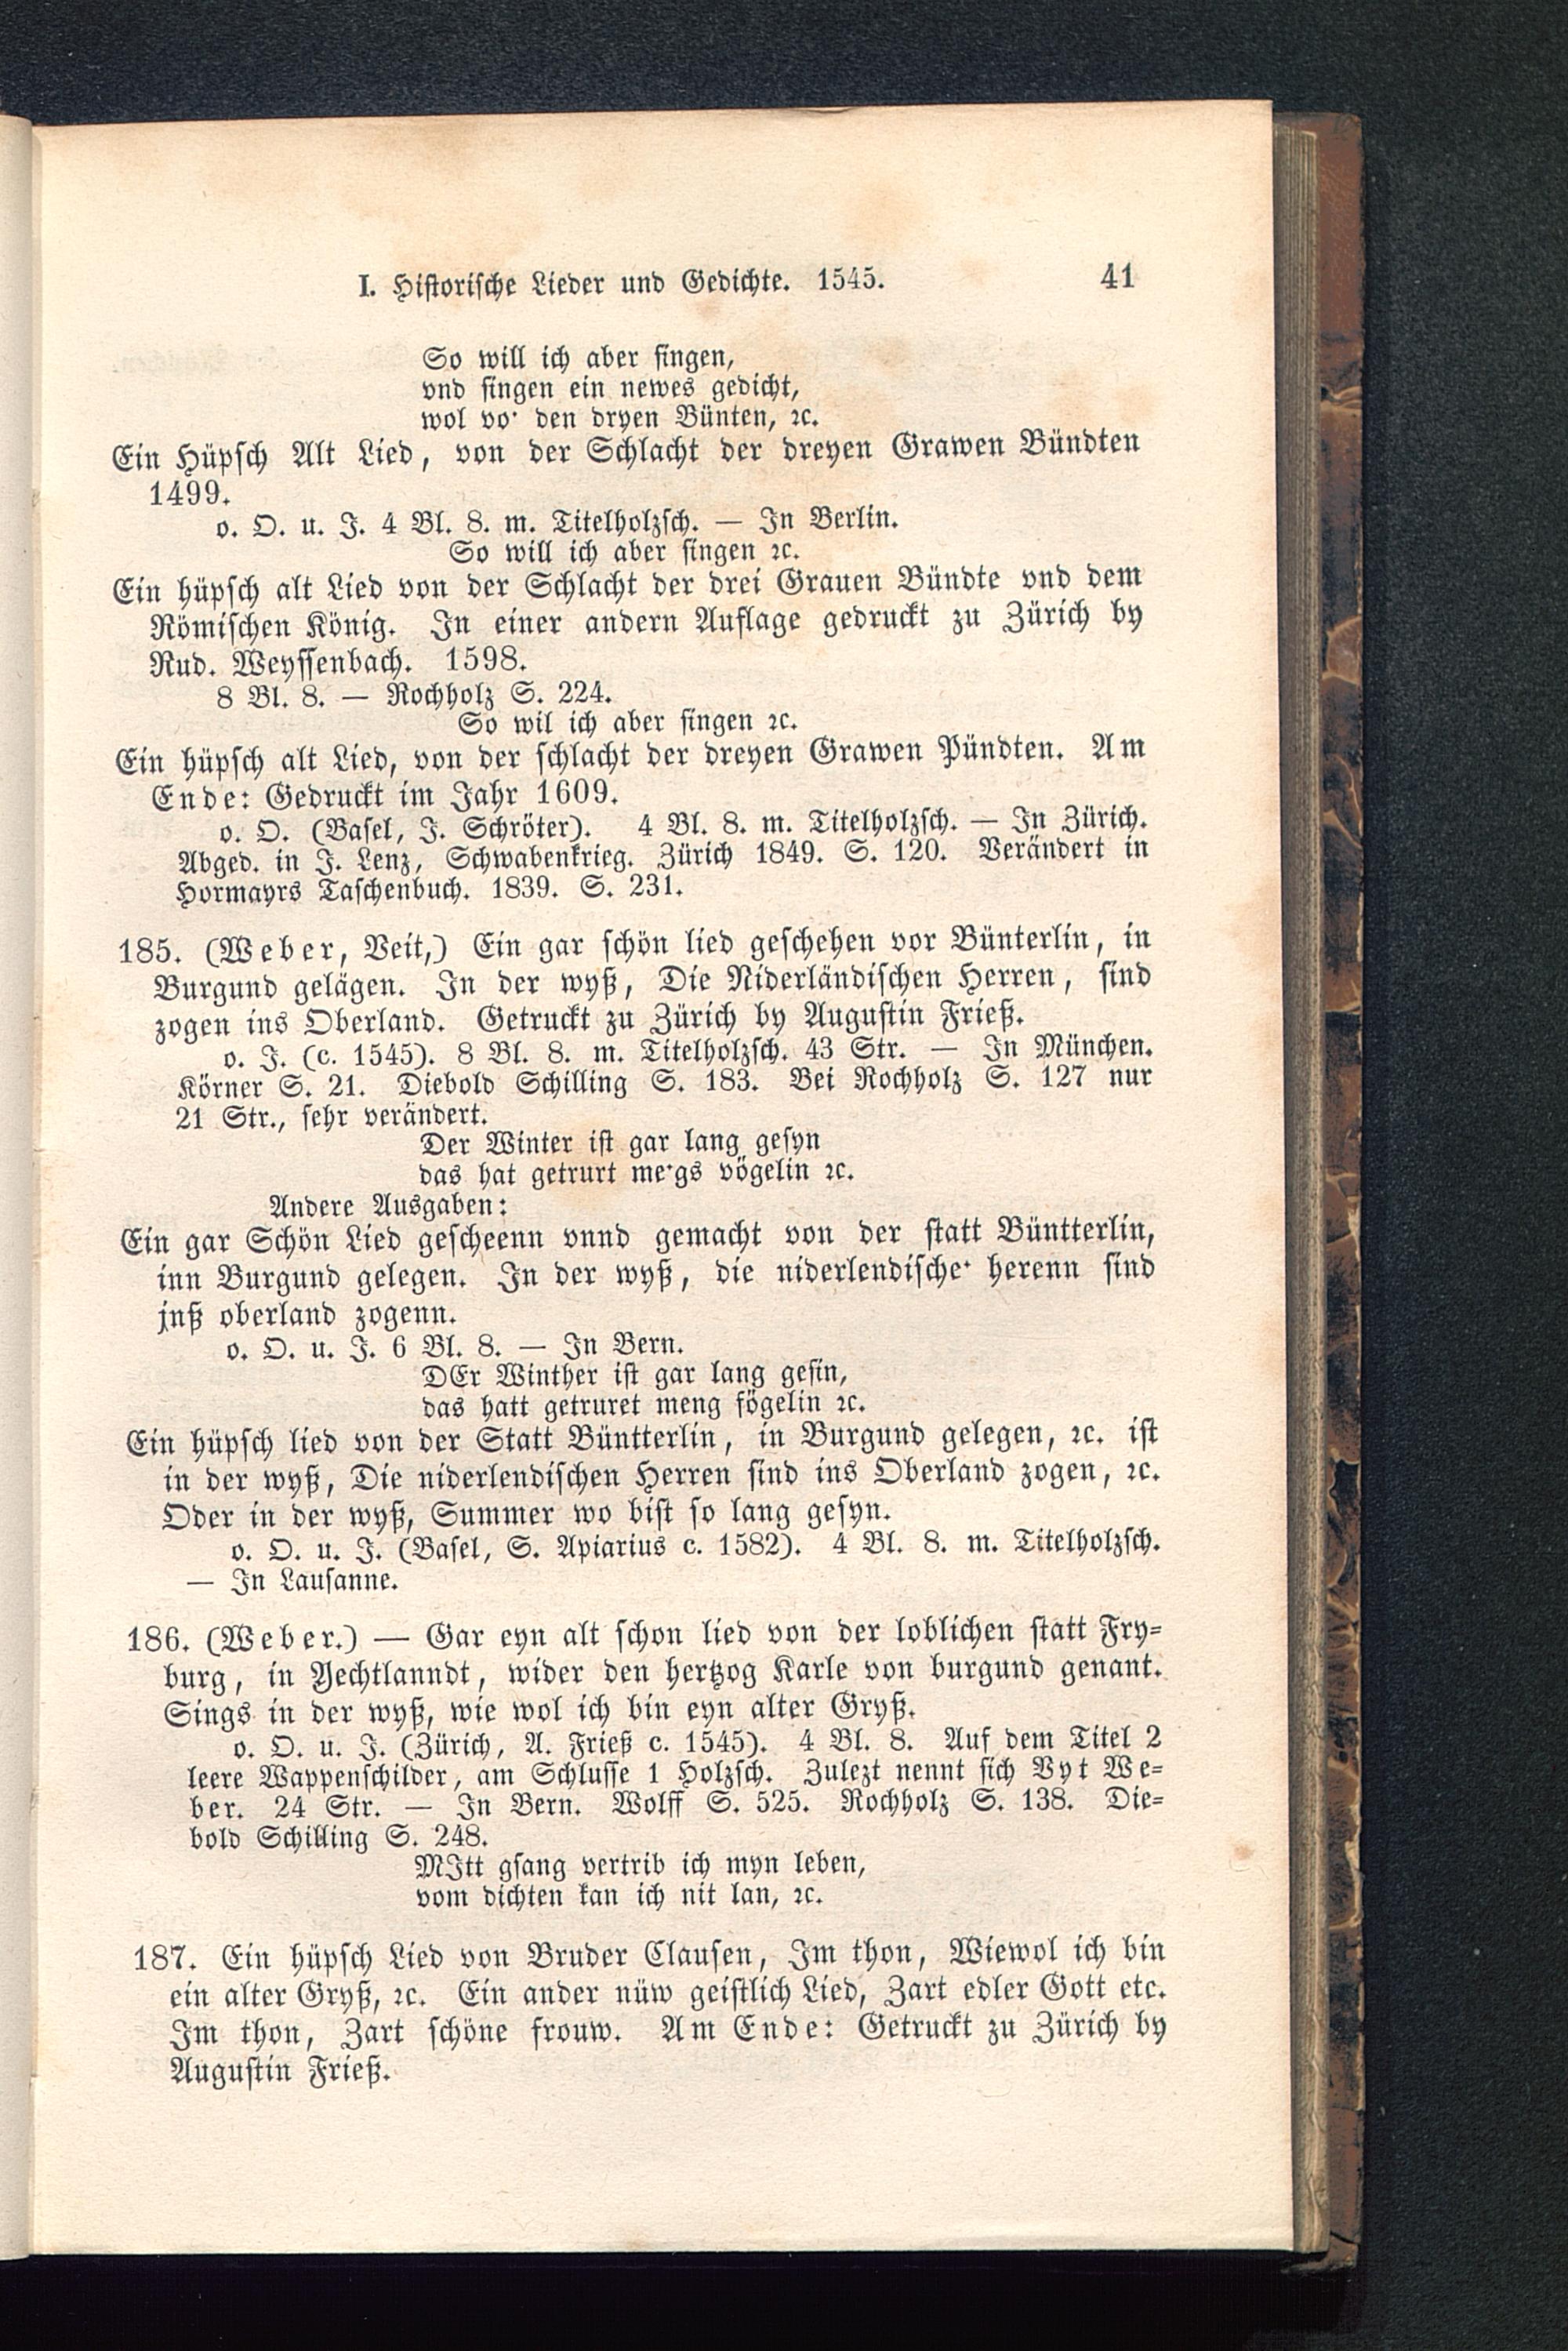 I. Historische Lieder und Gedichte. 1545. 41
So will ich aber singen,
vnd singen ein newes gedicht,
wol vo· den dryen Bünten, ꝛc.
Ein Hüpsch Alt Lied, von der Schlacht der dreyen Grawen Bündten
1499.
o. O. u. J. 4 Bl. 8. m. Titelholzsch. — In Berlin.
So will ich aber singen ꝛc.
Ein hüpsch alt Lied von der Schlacht der drei Grauen Bündte vnd dem
Römischen König. In einer andern Auflage gedruckt zu Zürich by
Rud. Weyssenbach. 1598.
8 Bl. 8. — Rochholz S. 224.
So wil ich aber singen ꝛc.
Ein hüpsch alt Lied, von der schlacht der dreyen Grawen Pündten. Am
Ende: Gedruckt im Jahr 1609.
o. O. (Basel, J. Schröter). 4 Bl. 8. m. Titelholzsch. — In Zürich.
Abged. in J. Lenz, Schwabenkrieg. Zürich 1849. S. 120. Verändert in
Hormayrs Taschenbuch. 1839. S. 231.
185. (Weber, Veit,) Ein gar schön lied geschehen vor Bünterlin, in
Burgund gelägen. In der wyß, Die Niderländischen Herren, sind
zogen ins Oberland. Getruckt zu Zürich by Augustin Frieß.
o. J. (c. 1545). 8 Bl. 8. m. Titelholzsch. 43 Str. — In München.
Körner S. 21. Diebold Schilling S. 183. Bei Rochholz S. 127 nur
21 Str., sehr verändert.
Der Winter ist gar lang gesyn
das hat getrurt me·gs vögelin ꝛc.
Andere Ausgaben:
Ein gar Schön Lied gescheenn vnnd gemacht von der statt Büntterlin,
inn Burgund gelegen. In der wyß, die niderlendische· herenn sind
jnß oberland zogenn.
o. O. u. J. 6 Bl. 8. — In Bern.
DEr Winther ist gar lang gesin,
das hatt getruret meng fögelin ꝛc.
Ein hüpsch lied von der Statt Büntterlin, in Burgund gelegen, ꝛc. ist
in der wyß, Die niderlendischen Herren sind ins Oberland zogen, ꝛc.
Oder in der wyß, Summer wo bist so lang gesyn.
o. O. u. J. (Basel, S. Apiarius c. 1582). 4 Bl. 8. m. Titelholzsch.
— In Lausanne.
186. (Weber.) — Gar eyn alt schon lied von der loblichen statt Fry-
burg, in Yechtlanndt, wider den hertzog Karle von burgund genant.
Sings in der wyß, wie wol ich bin eyn alter Gryß.
o. O. u. J. (Zürich, A. Frieß c. 1545). 4 Bl. 8. Auf dem Titel 2
leere Wappenschilder, am Schlusse 1 Holzsch. Zulezt nennt sich Vyt We-
ber. 24 Str. — In Bern. Wolff S. 525. Rochholz S. 138. Die-
bold Schilling S. 248.
MItt gsang vertrib ich myn leben,
vom dichten kan ich nit lan, ꝛc.
187. Ein hüpsch Lied von Bruder Clausen, Im thon, Wiewol ich bin
ein alter Gryß, ꝛc. Ein ander nüw geistlich Lied, Zart edler Gott etc.
Im thon, Zart schöne frouw. Am Ende: Getruckt zu Zürich by
Augustin Frieß.